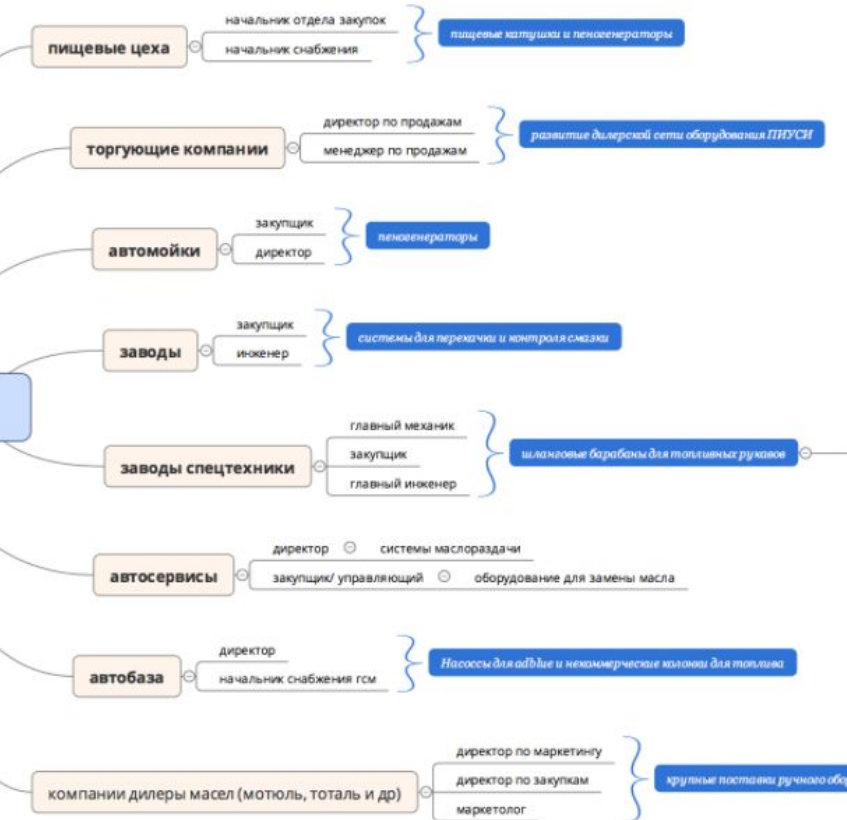 пищевые цеха
начальник отдела закупок
начальник снабжения
пищевые катушки и пеногенераторы
торгующие компании
директор по продажам
менеджер по продажам
развитие дилерской сети оборудования ПИУСИ
автомойки
закупщик
директор
пеногенераторы
заводы
закупщик
инженер
системы для перекачки и контроля смазки
заводы спецтехники
главный механик
закупщик
главный инженер
шланговые барабаны для топливных рукавов
автосервисы
директор
системы маслораздачи
закупщик/ управляющий
оборудование для замены масла
автобаза
директор
начальник снабжения гсм
Насоссы для adblue и некоммерческие колонки для топлива
компании дилеры масел (мотюль, тоталь и др)
директор по маркетингу
директор по закупкам
маркетолог
крупные поставки ручного